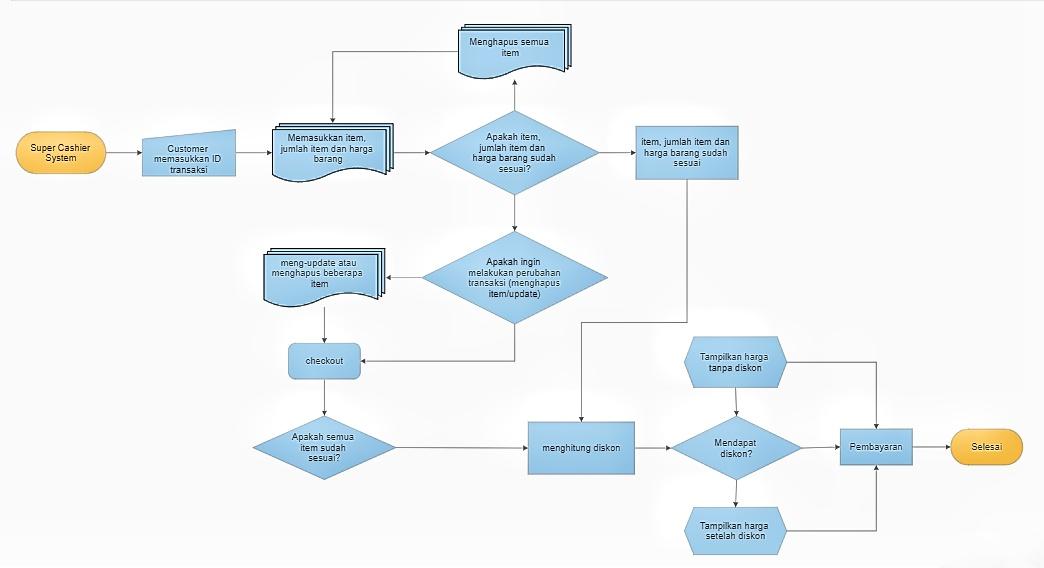 Menghapus semua
item
Super Cashier
System
Customer
memasukkan ID
transaksi
Memasukkan item,
jumlah item dan harga
barang
Apakah item,
jumlah item dan
harga barang sudah
sesuai?
item, jumlah item dan
harga barang sudah
sesuai
meng-update atau
menghapus beberapa
item
Apakah ingin
melakukan perubahan
transaksi (menghapus
item/update)
checkout
Tampilkan harga
tanpa diskon
Apakah semua
item sudah
sesuai?
menghitung diskon
Mendapat
diskon?
Pembayaran
Selesai
Tampilkan harga
setelah diskon